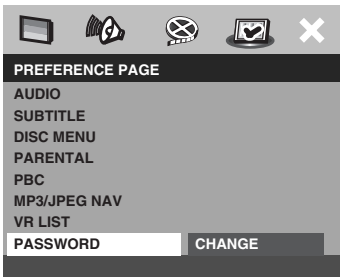 PREFERENCE PAGE
AUDIO
SUBTITLE
DISC MENU
PARENTAL
PBC
MP3/JPEG NAV
VR LIST
PASSWORD CHANGE